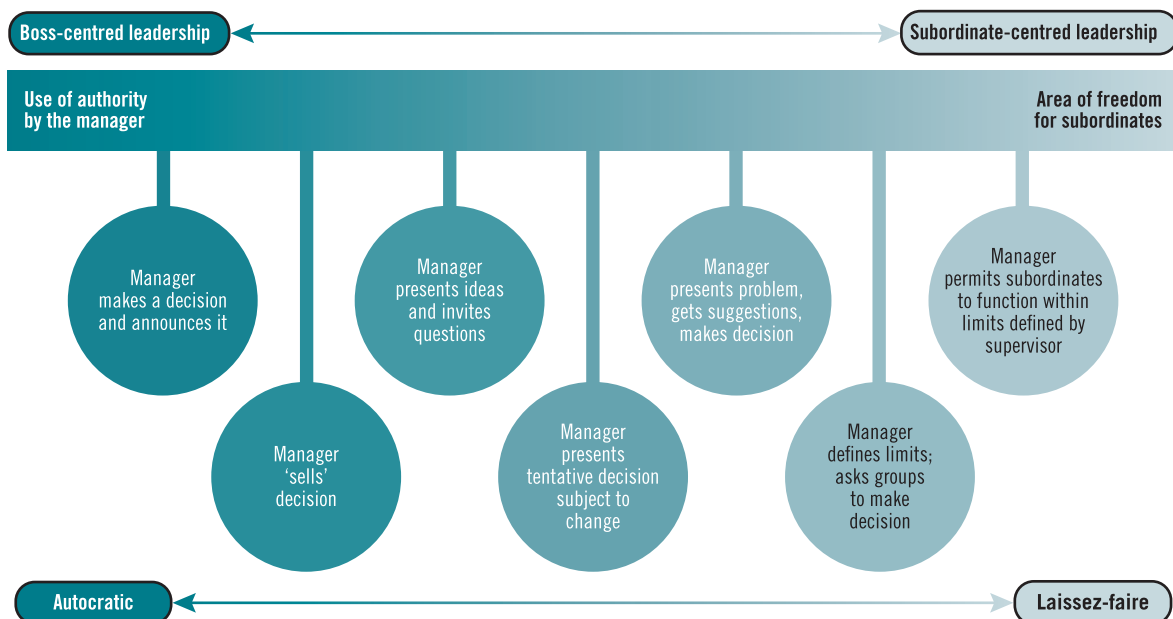 Boss-centred leadership
Subordinate-centred leadership
Use of authority
by the manager
Area of freedom
for subordinates
Manager
makes a decision
and announces it
Manager
‘sells’
decision
Manager
presents ideas
and invites
questions
Manager
presents
tentative decision
subject to
change
Manager
presents problem,
gets suggestions,
makes decision
Manager
defines limits;
asks groups
to make
decision
Manager
permits subordinates
to function within
limits defined by
supervisor
Autocratic
Laissez-faire